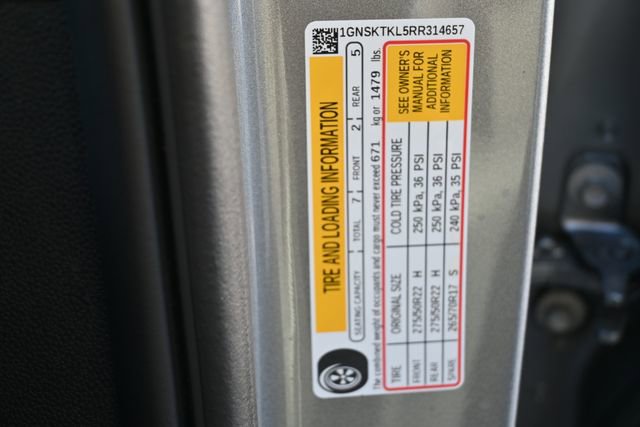 1GNSKTKL5RR314657
TIRE AND LOADING INFORMATION
SEATING CAPACITY TOTAL 7 FRONT 2 REAR 5
The combined weight of occupants and cargo must never exceed 671 kg or 1479 lbs.
TIRE ORIGINAL SIZE COLD TIRE PRESSURE
FRONT 275/50R22 H 250 kPa, 36 PSI
REAR 275/50R22 H 250 kPa, 36 PSI
SPARE 265/70R17 S 240 kPa, 35 PSI
SEE OWNER'S
MANUAL FOR
ADDITIONAL
INFORMATION